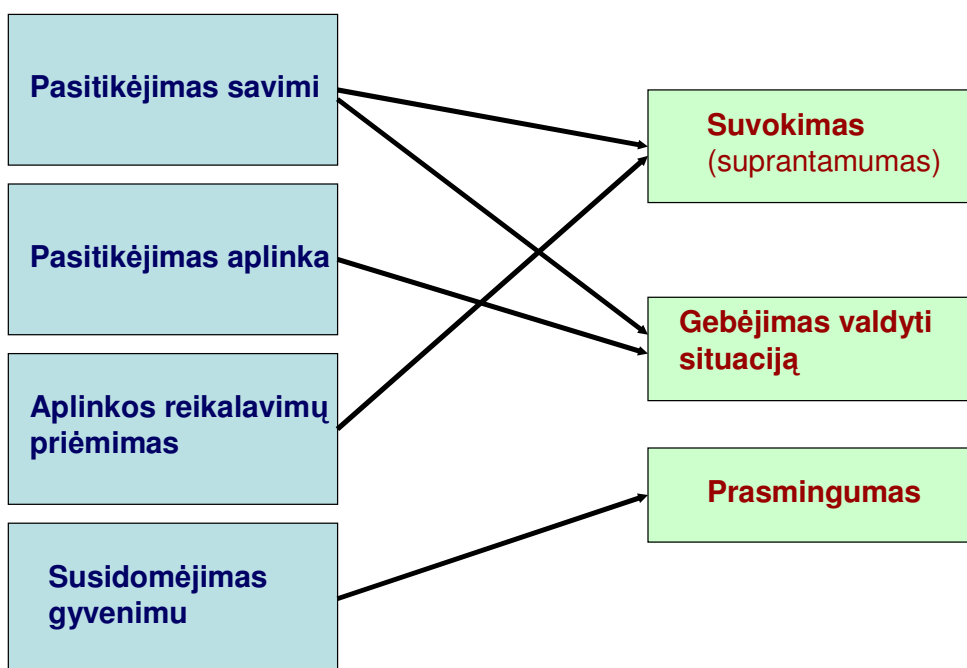 Pasitikėjimas savimi
Pasitikėjimas aplinka
Aplinkos reikalavimų
priėmimas
Susidomėjimas
gyvenimu
Suvokimas
(suprantamumas)
Gebėjimas valdyti
situaciją
Prasmingumas